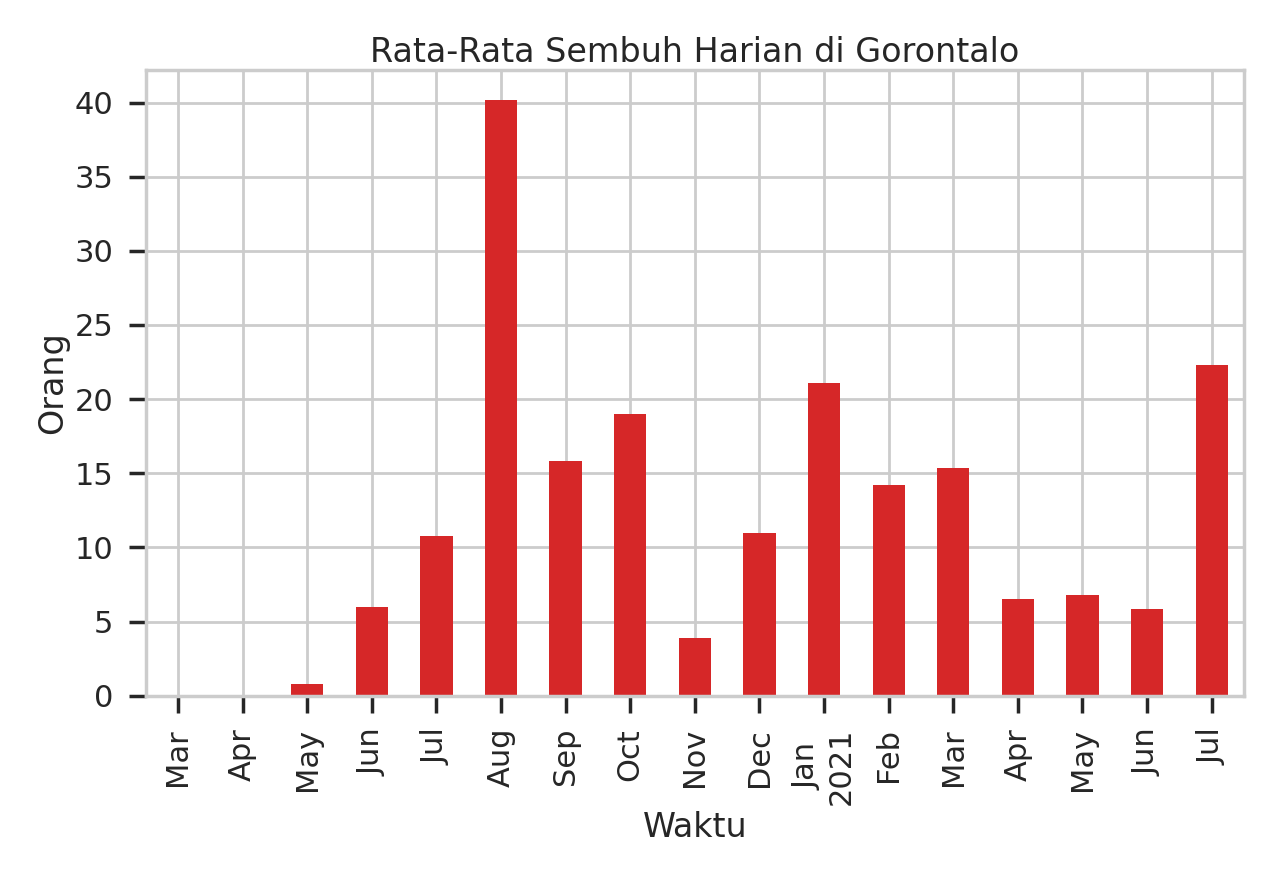 Rata-Rata Sembuh Harian di Gorontalo
40
35
30
25
20
15
10
5
0
Orang
Mar
Apr
May
Jun
Jul
Aug
Sep
Oct
Nov
Dec
Jan
2021
Feb
Mar
Apr
May
Jun
Jul
Waktu